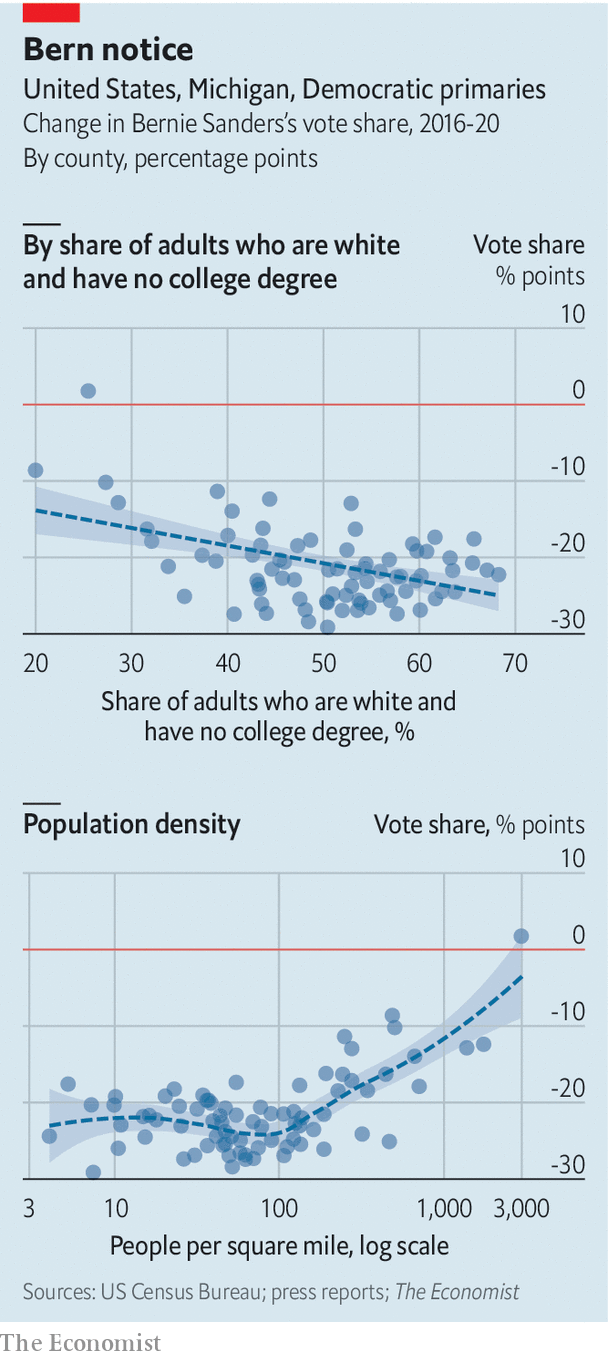 Bern notice
United States, Michigan, Democratic primaries
Change in Bernie Sanders's vote share, 2016-20
By county, percentage points
By share of adults who are white
and have no college degree
Vote share
% points
10
0
-10
-20
-30
20 30 40 50 60 70
Share of adults who are white and
have no college degree, %
Population density
Vote share, % points
10
0
-10
-20
-30
3 10 100 1,000 3,000
People per square mile, log scale
Sources: US Census Bureau; press reports; The Economist
The Economist